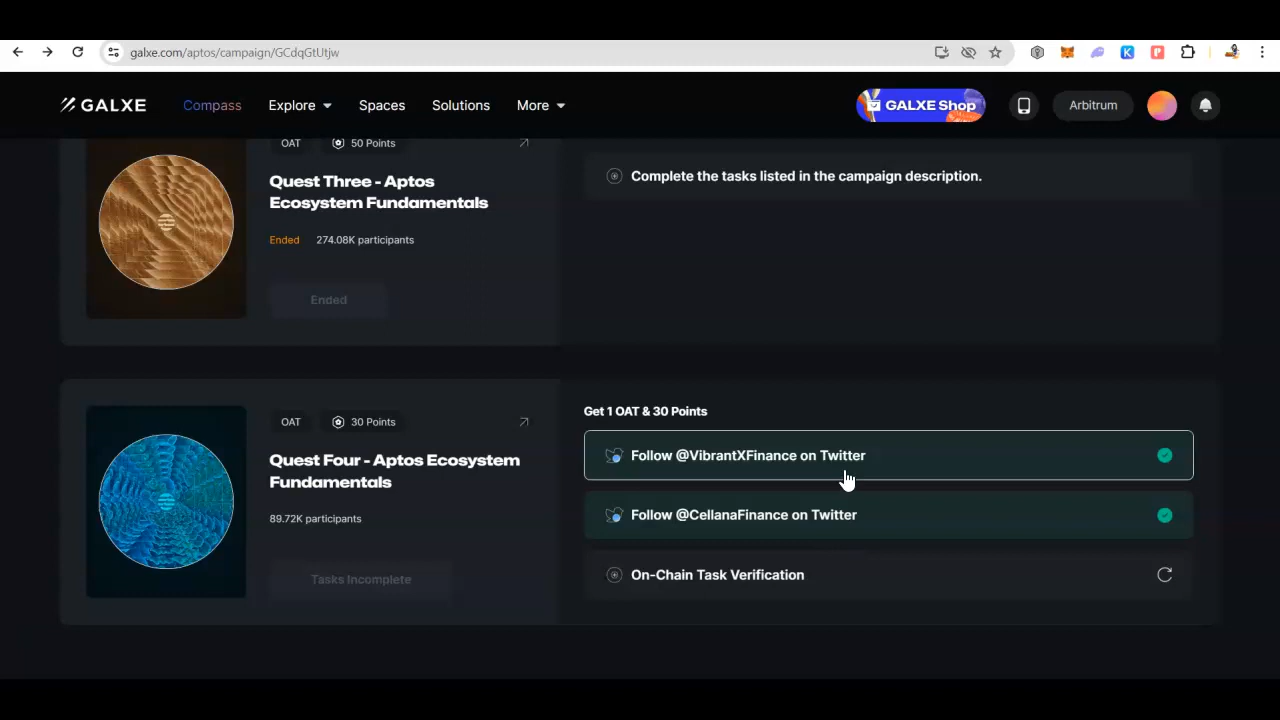 galxe.com/aptos/campaign/GCdqGtUtjw
GALXE
Compass
Explore
Spaces
Solutions
More
GALXE Shop
Arbitrum
OAT
50 Points
Quest Three - Aptos
Ecosystem Fundamentals
Ended
274.08K participants
Ended
Complete the tasks listed in the campaign description.
OAT
30 Points
Quest Four - Aptos Ecosystem
Fundamentals
89.72K participants
Tasks Incomplete
Get 1 OAT & 30 Points
Follow @VibrantXFinance on Twitter
Follow @CellanaFinance on Twitter
On-Chain Task Verification